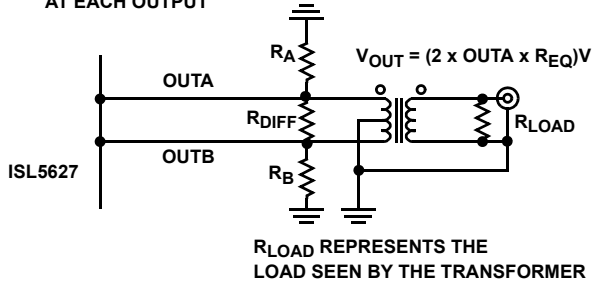 AT EACH OUTPUT
RA
VOUT = (2 x OUTA x REQ)V
OUTA
RDIFF
RLOAD
OUTB
ISL5627
RB
RLOAD REPRESENTS THE
LOAD SEEN BY THE TRANSFORMER